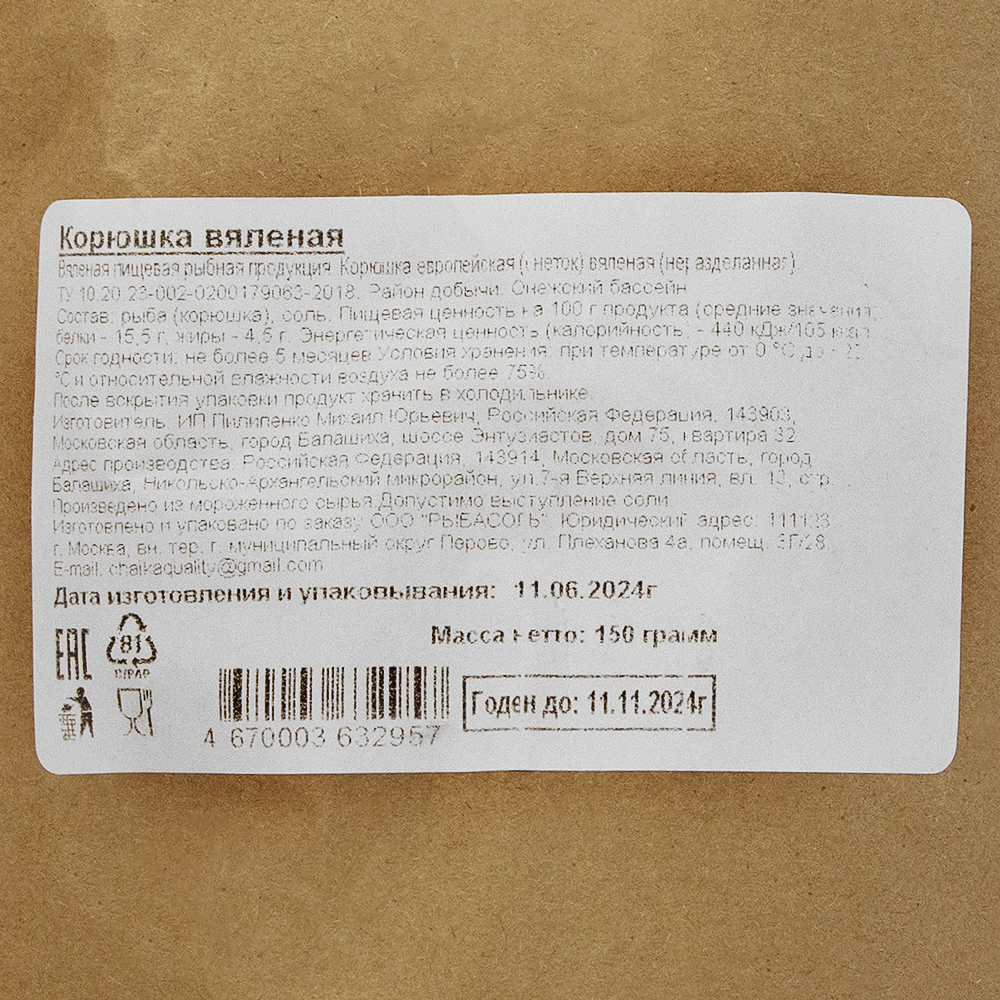 Корюшка вяленая
Вяленая пищевая рыбная продукция. Корюшка европейская (снеток) вяленая (неразделанная)
ТУ 10.20.23-002-0200179063-2018. Район добычи: Онежский бассейн
Состав: рыба (корюшка), соль. Пищевая ценность на 100 г продукта (средние значения):
белки - 15,5 г, жиры - 4,5 г. Энергетическая ценность (калорийность) - 440 кДж/105 ккал
Срок годности: не более 5 месяцев Условия хранения: при температуре от 0 °С до
°С и относительной влажности воздуха не более 75%.
После вскрытия упаковки продукт хранить в холодильнике.
Изготовитель: ИП Пилипенко Михаил Юрьевич, Российская Федерация, 143903,
Московская область, город Балашиха, шоссе Энтузиастов, дом 75, квартира 32
Адрес производства: Российская Федерация, 143914, Московская область, город
Балашиха, Никольско-Архангельский микрорайон, ул.7-я Верхняя линия, вл. 13, стр.
Произведено из мороженного сырья.Допустимо выступление соли.
Изготовлено и упаковано по заказу ООО "РЫБАСОЛЬ". Юридический адрес:
г. Москва, вн. тер. г. муниципальный округ Перово, ул. Плеханова 4а, помещ.
E-mail: chaikaquality@gmail.com
Дата изготовления и упаковывания: 11.06.2024г
EAC 81
C/PAP
Масса нетто: 150 грамм
Годен до: 11.11.2024г
4 670003 632957